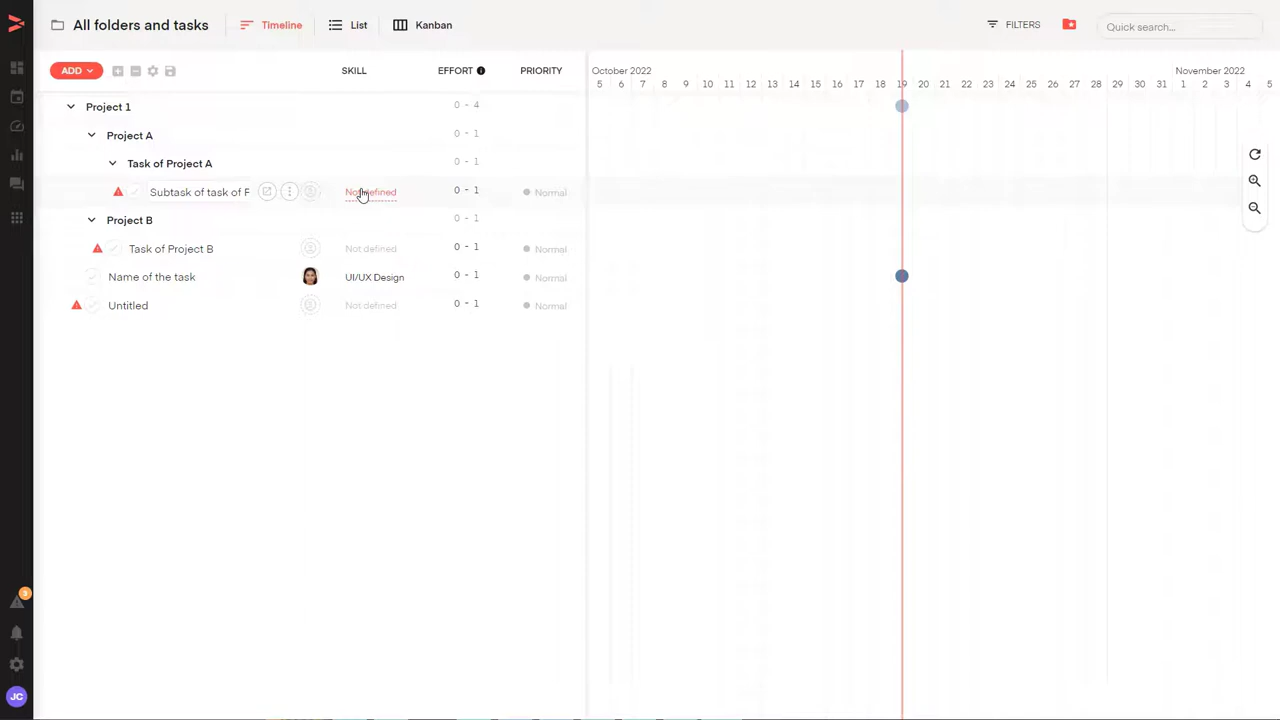 All folders and tasks Timeline List Kanban FILTERS Quick search...
ADD SKILL EFFORT i PRIORITY October 2022 November 2022
5 6 7 8 9 10 11 12 13 14 15 16 17 18 19 20 21 22 23 24 25 26 27 28 29 30 31 1 2 3 4 5
Project 1 0 - 4
Project A 0 - 1
Task of Project A 0 - 1
Subtask of task of P Not defined 0 - 1 Normal
Project B 0 - 1
Task of Project B Not defined 0 - 1 Normal
Name of the task UI/UX Design 0 - 1 Normal
Untitled Not defined 0 - 1 Normal
3
JC